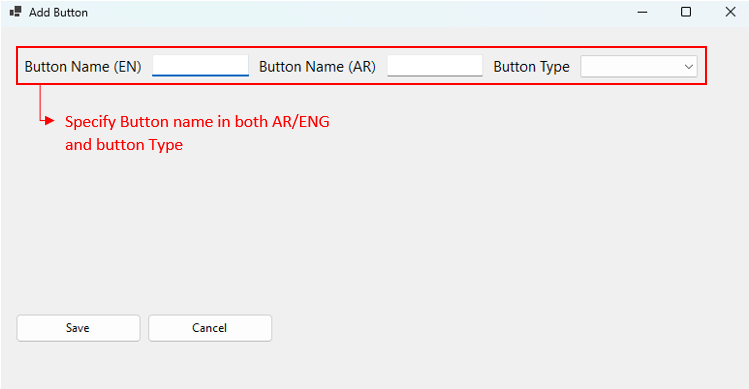 Add Button
Button Name (EN) Button Name (AR) Button Type
Specify Button name in both AR/ENG
and button Type
Save Cancel